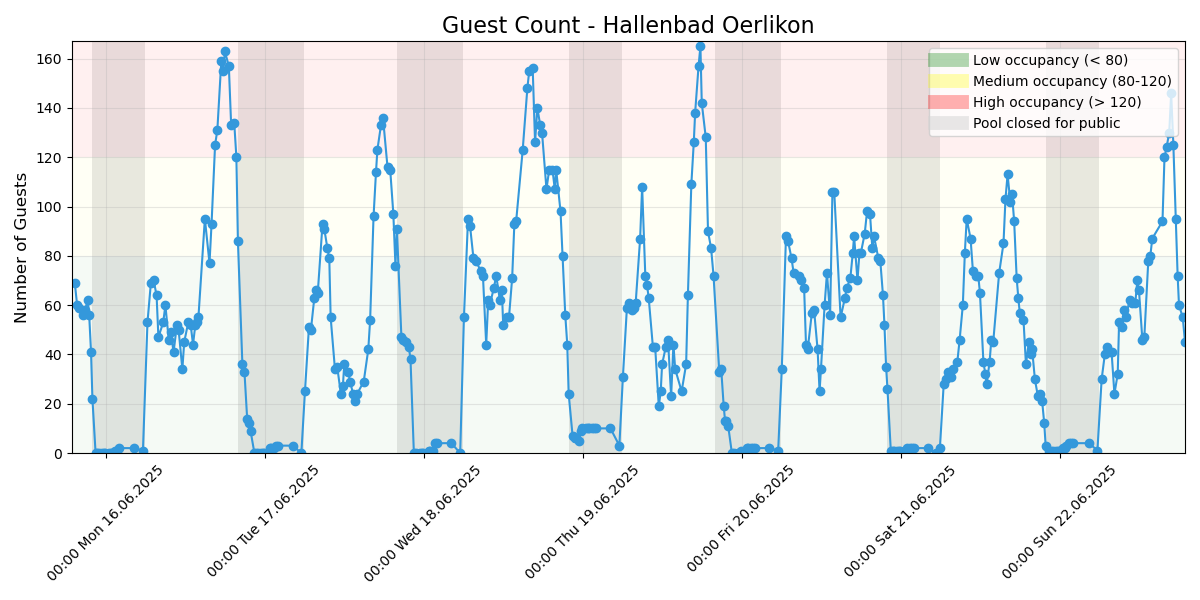 Guest Count - Hallenbad Oerlikon
Number of Guests
160
140
120
100
80
60
40
20
0
Low occupancy (< 80)
Medium occupancy (80-120)
High occupancy (> 120)
Pool closed for public
00:00 Mon 16.06.2025
00:00 Tue 17.06.2025
00:00 Wed 18.06.2025
00:00 Thu 19.06.2025
00:00 Fri 20.06.2025
00:00 Sat 21.06.2025
00:00 Sun 22.06.2025